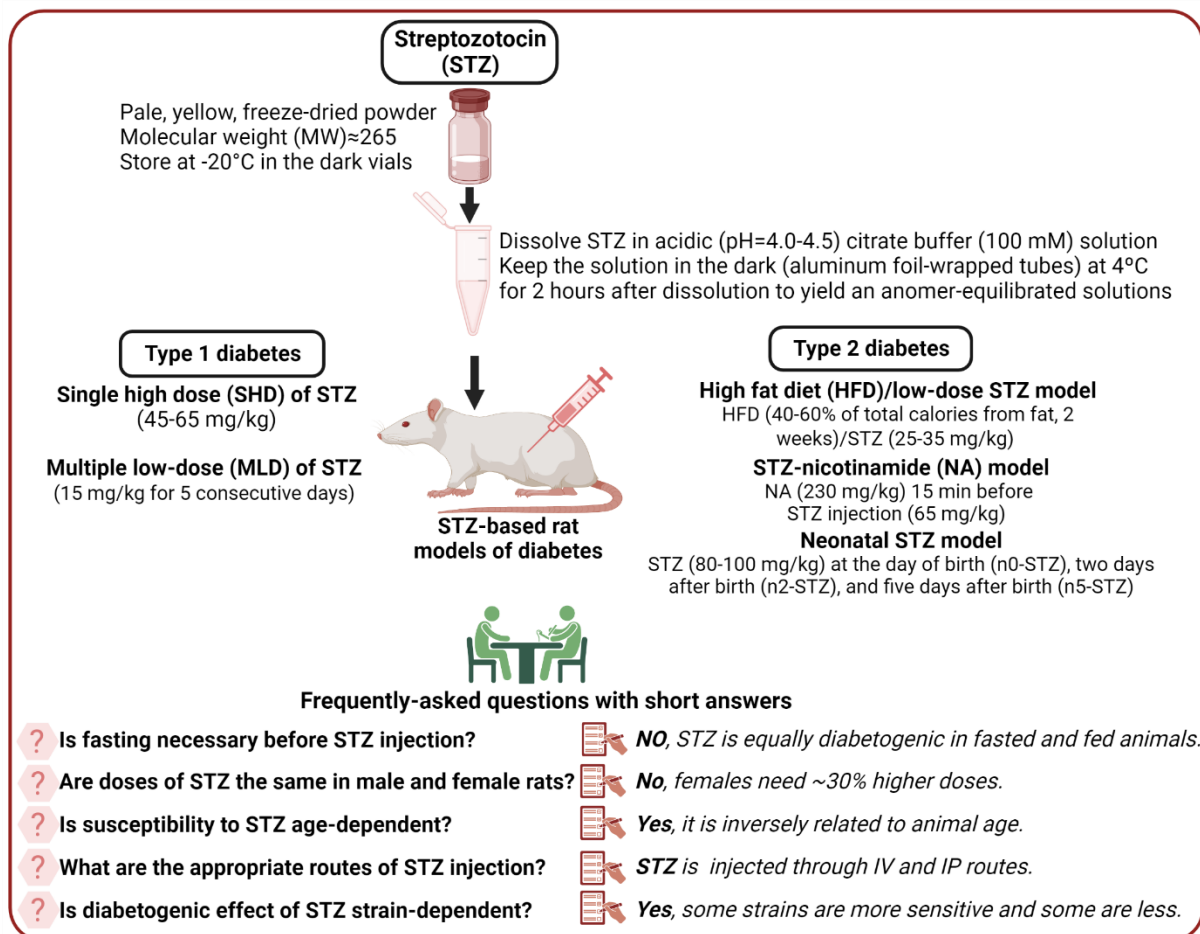 Streptozotocin
(STZ)
Pale, yellow, freeze-dried powder
Molecular weight (MW)≈265
Store at -20°C in the dark vials
Dissolve STZ in acidic (pH=4.0-4.5) citrate buffer (100 mM) solution
Keep the solution in the dark (aluminum foil-wrapped tubes) at 4ºC
for 2 hours after dissolution to yield an anomer-equilibrated solutions
Type 1 diabetes
Single high dose (SHD) of STZ
(45-65 mg/kg)
Multiple low-dose (MLD) of STZ
(15 mg/kg for 5 consecutive days)
STZ-based rat
models of diabetes
Type 2 diabetes
High fat diet (HFD)/low-dose STZ model
HFD (40-60% of total calories from fat, 2
weeks)/STZ (25-35 mg/kg)
STZ-nicotinamide (NA) model
NA (230 mg/kg) 15 min before
STZ injection (65 mg/kg)
Neonatal STZ model
STZ (80-100 mg/kg) at the day of birth (n0-STZ), two days
after birth (n2-STZ), and five days after birth (n5-STZ)
Frequently-asked questions with short answers
? Is fasting necessary before STZ injection? NO, STZ is equally diabetogenic in fasted and fed animals.
? Are doses of STZ the same in male and female rats? No, females need ~30% higher doses.
? Is susceptibility to STZ age-dependent? Yes, it is inversely related to animal age.
? What are the appropriate routes of STZ injection? STZ is injected through IV and IP routes.
? Is diabetogenic effect of STZ strain-dependent? Yes, some strains are more sensitive and some are less.